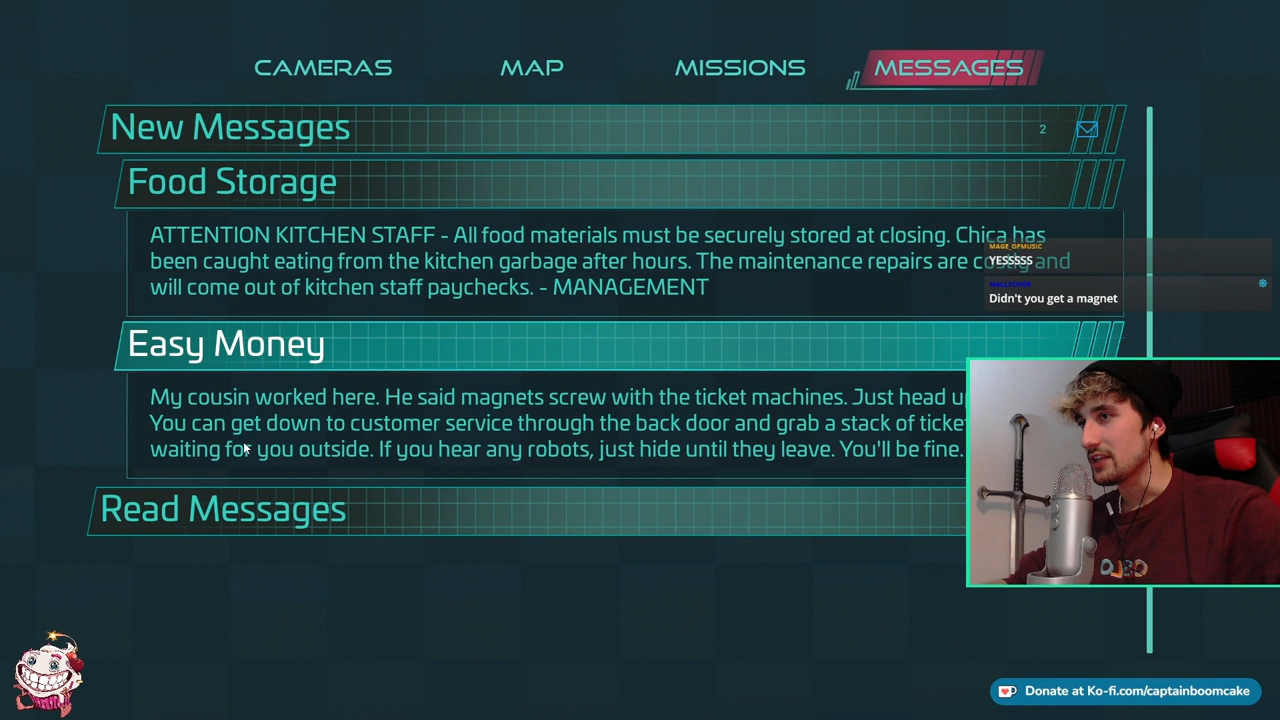 CAMERAS MAP MISSIONS MESSAGES
New Messages 2
Food Storage
ATTENTION KITCHEN STAFF - All food materials must be securely stored at closing. Chica has
been caught eating from the kitchen garbage after hours. The maintenance repairs are costly and
will come out of kitchen staff paychecks. - MANAGEMENT
MAGE_OFMUSIC
YESSSSS
Didn't you get a magnet
Easy Money
My cousin worked here. He said magnets screw with the ticket machines. Just head
You can get down to customer service through the back door and grab a stack of
waiting for you outside. If you hear any robots, just hide until they leave. You'll be fine.
Read Messages
Donate at Ko-fi.com/captainboomcake